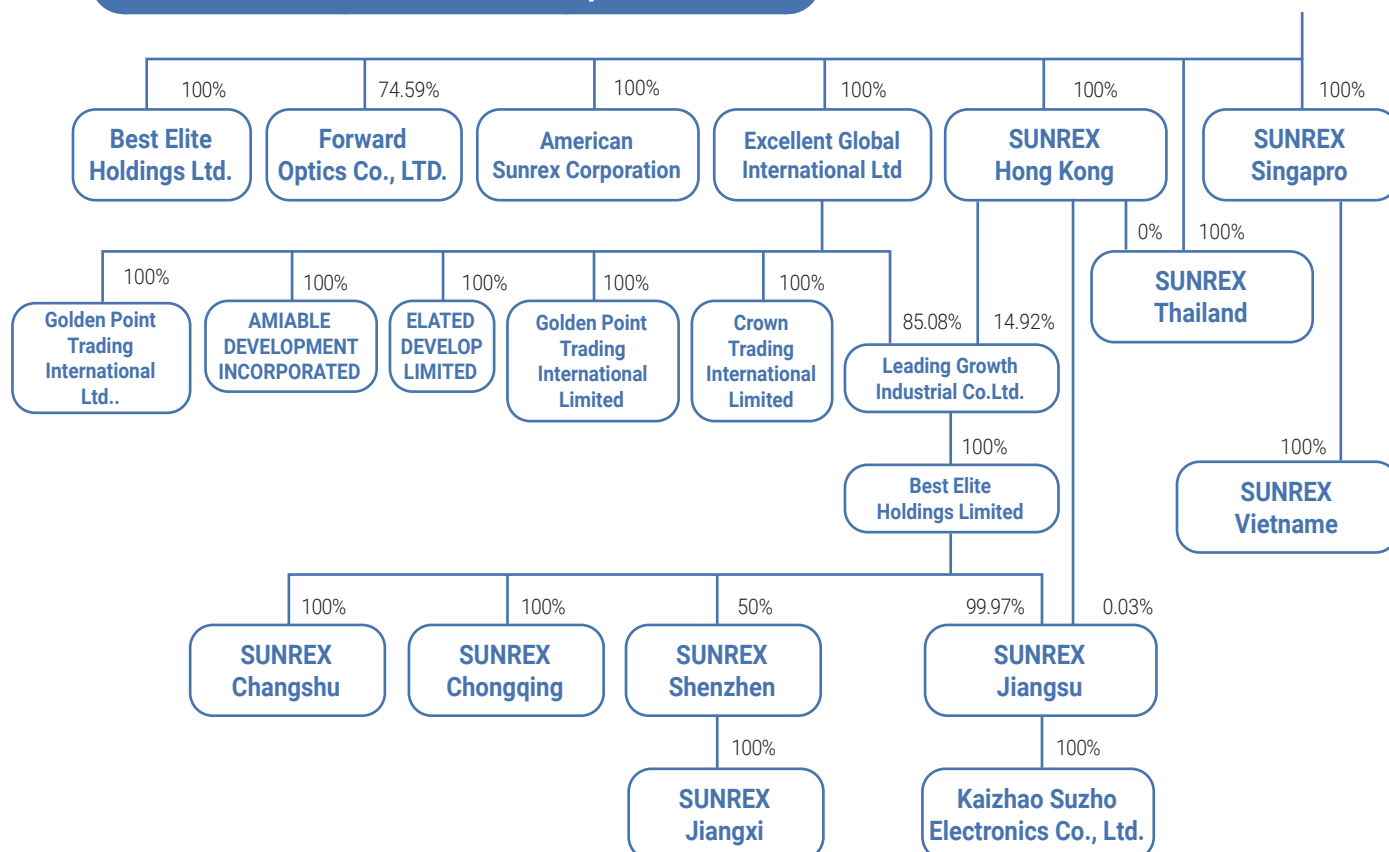 100%
74.59%
100%
100%
100%
100%
Best Elite
Holdings Ltd.
Forward
Optics Co., LTD.
American
Sunrex Corporation
Excellent Global
International Ltd
SUNREX
Hong Kong
SUNREX
Singapro
0%
100%
SUNREX
Thailand
100%
100%
100%
100%
100%
85.08%
14.92%
Golden Point
Trading
International
Ltd..
AMIABLE
DEVELOPMENT
INCORPORATED
ELATED
DEVELOP
LIMITED
Golden Point
Trading
International
Limited
Crown
Trading
International
Limited
Leading Growth
Industrial Co.Ltd.
100%
100%
Best Elite
Holdings Limited
SUNREX
Vietname
100%
100%
50%
99.97%
0.03%
SUNREX
Changshu
SUNREX
Chongqing
SUNREX
Shenzhen
SUNREX
Jiangsu
100%
100%
SUNREX
Jiangxi
Kaizhao Suzho
Electronics Co., Ltd.